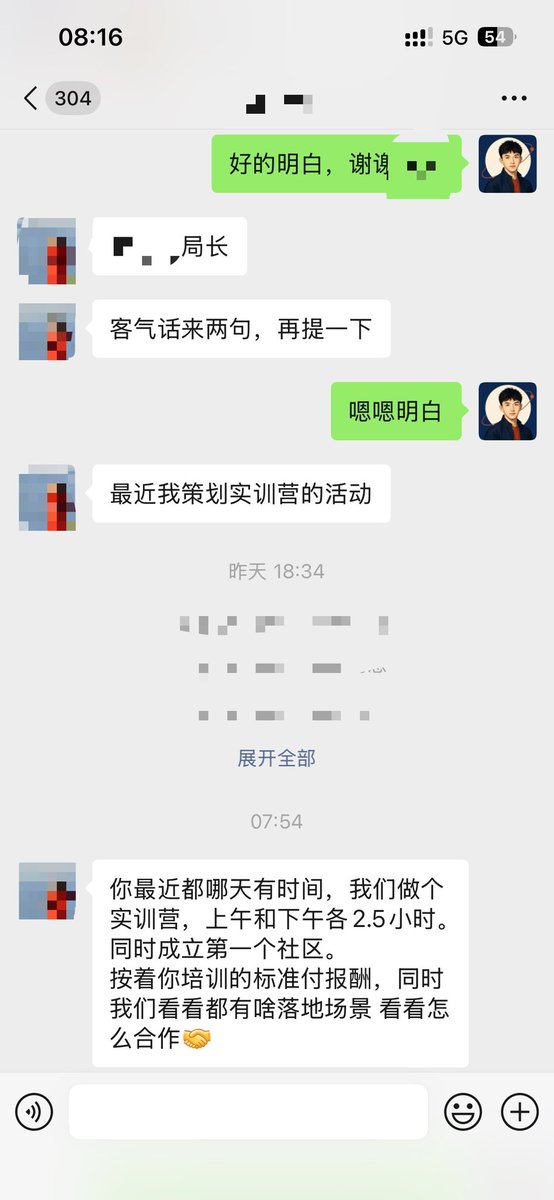 08:16
5G
54
304
好的明白，谢谢
局长
客气话来两句，再提一下
嗯嗯明白
最近我策划实训营的活动
昨天 18:34
展开全部
07:54
你最近都哪天有时间，我们做个
实训营，上午和下午各2.5小时。
同时成立第一个社区。
按着你培训的标准付报酬，同时
我们看看都有啥落地场景 看看怎
么合作🤝